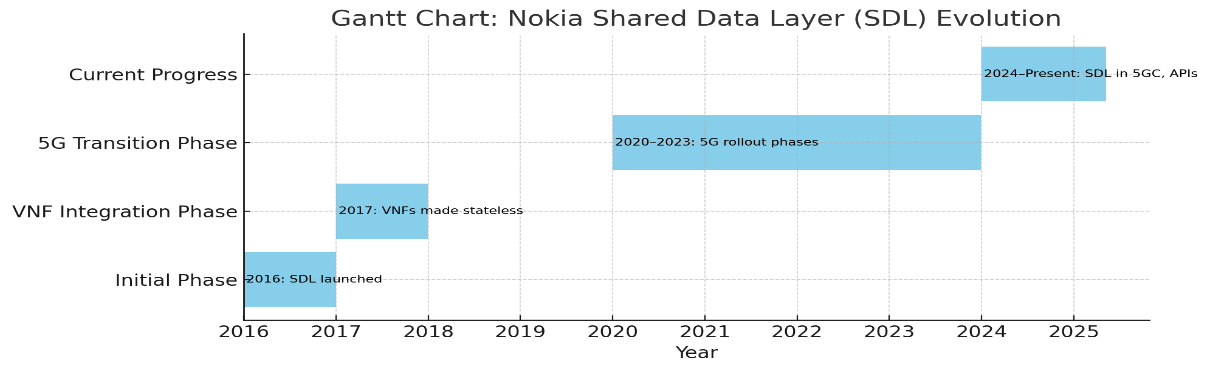 Gantt Chart: Nokia Shared Data Layer (SDL) Evolution
Current Progress
2024–Present: SDL in 5GC, APIs
5G Transition Phase
2020–2023: 5G rollout phases
VNF Integration Phase
2017: VNFs made stateless
Initial Phase
2016: SDL launched
2016 2017 2018 2019 2020 2021 2022 2023 2024 2025
Year